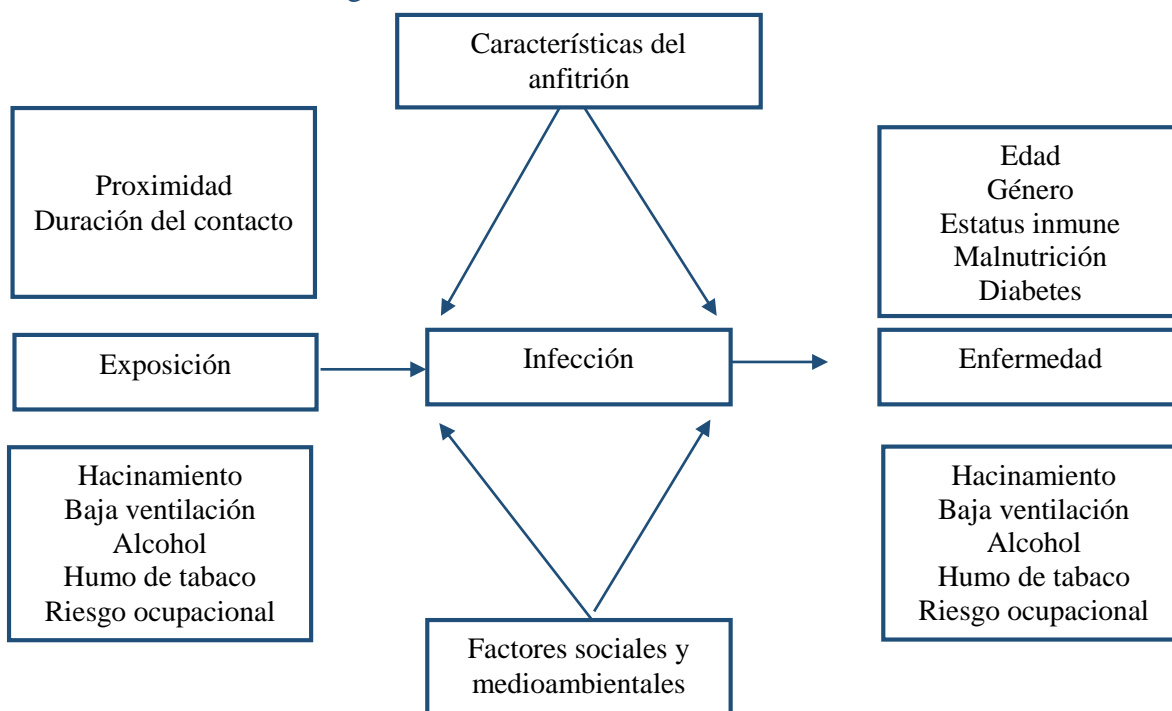 Características del
anfitrión
Proximidad
Duración del contacto
Edad
Género
Estatus inmune
Malnutrición
Diabetes
Exposición
Infección
Enfermedad
Hacinamiento
Baja ventilación
Alcohol
Humo de tabaco
Riesgo ocupacional
Hacinamiento
Baja ventilación
Alcohol
Humo de tabaco
Riesgo ocupacional
Factores sociales y
medioambientales